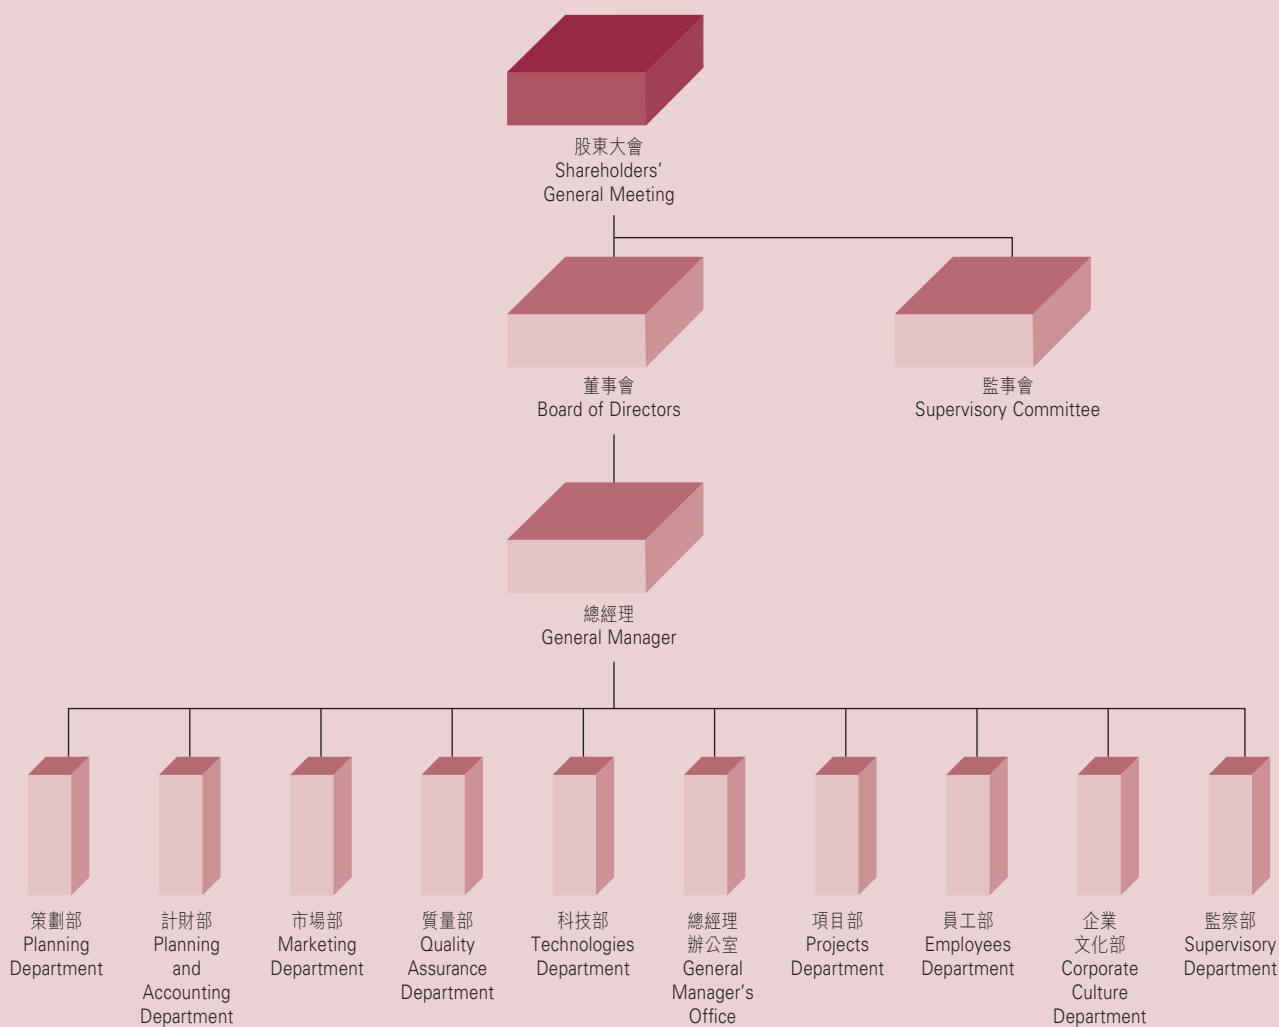 股東大會
Shareholders'
General Meeting
董事會
Board of Directors
監事會
Supervisory Committee
總經理
General Manager
策劃部
Planning
Department
計財部
Planning
and
Accounting
Department
市場部
Marketing
Department
質量部
Quality
Assurance
Department
科技部
Technologies
Department
總經理
辦公室
General
Manager's
Office
項目部
Projects
Department
員工部
Employees
Department
企業
文化部
Corporate
Culture
Department
監察部
Supervisory
Department